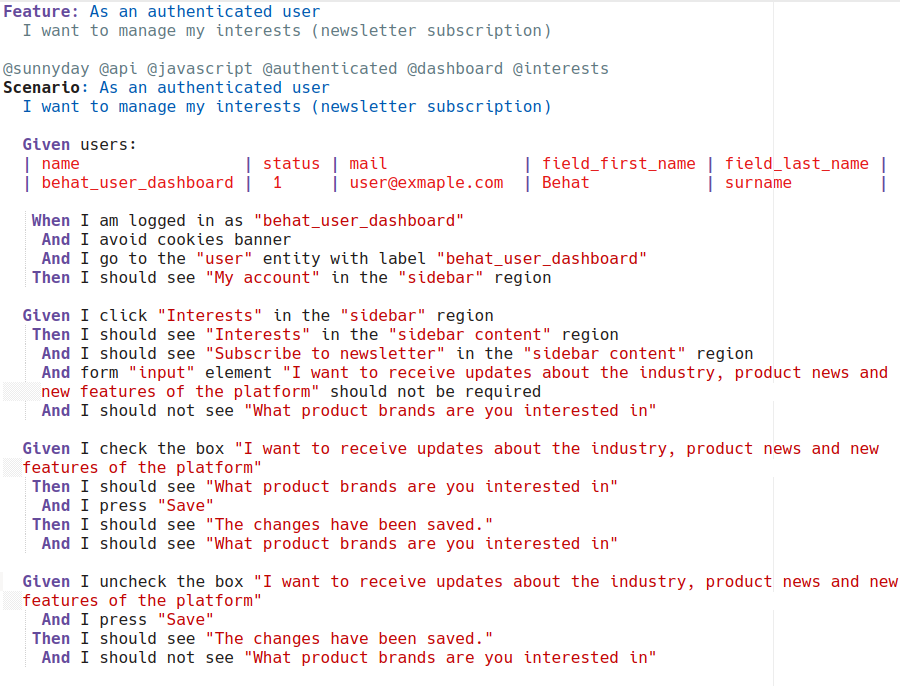 Feature: As an authenticated user
  I want to manage my interests (newsletter subscription)

@sunnyday @api @javascript @authenticated @dashboard @interests
Scenario: As an authenticated user
  I want to manage my interests (newsletter subscription)

  Given users:
  | name                 | status | mail              | field_first_name | field_last_name |
  | behat_user_dashboard |  1     | user@exmaple.com  | Behat            | surname         |

   When I am logged in as "behat_user_dashboard"
    And I avoid cookies banner
    And I go to the "user" entity with label "behat_user_dashboard"
   Then I should see "My account" in the "sidebar" region

  Given I click "Interests" in the "sidebar" region
   Then I should see "Interests" in the "sidebar content" region
    And I should see "Subscribe to newsletter" in the "sidebar content" region
    And form "input" element "I want to receive updates about the industry, product news and
    new features of the platform" should not be required
    And I should not see "What product brands are you interested in"

  Given I check the box "I want to receive updates about the industry, product news and new
  features of the platform"
   Then I should see "What product brands are you interested in"
    And I press "Save"
   Then I should see "The changes have been saved."
    And I should see "What product brands are you interested in"

  Given I uncheck the box "I want to receive updates about the industry, product news and new
  features of the platform"
    And I press "Save"
   Then I should see "The changes have been saved."
    And I should not see "What product brands are you interested in"